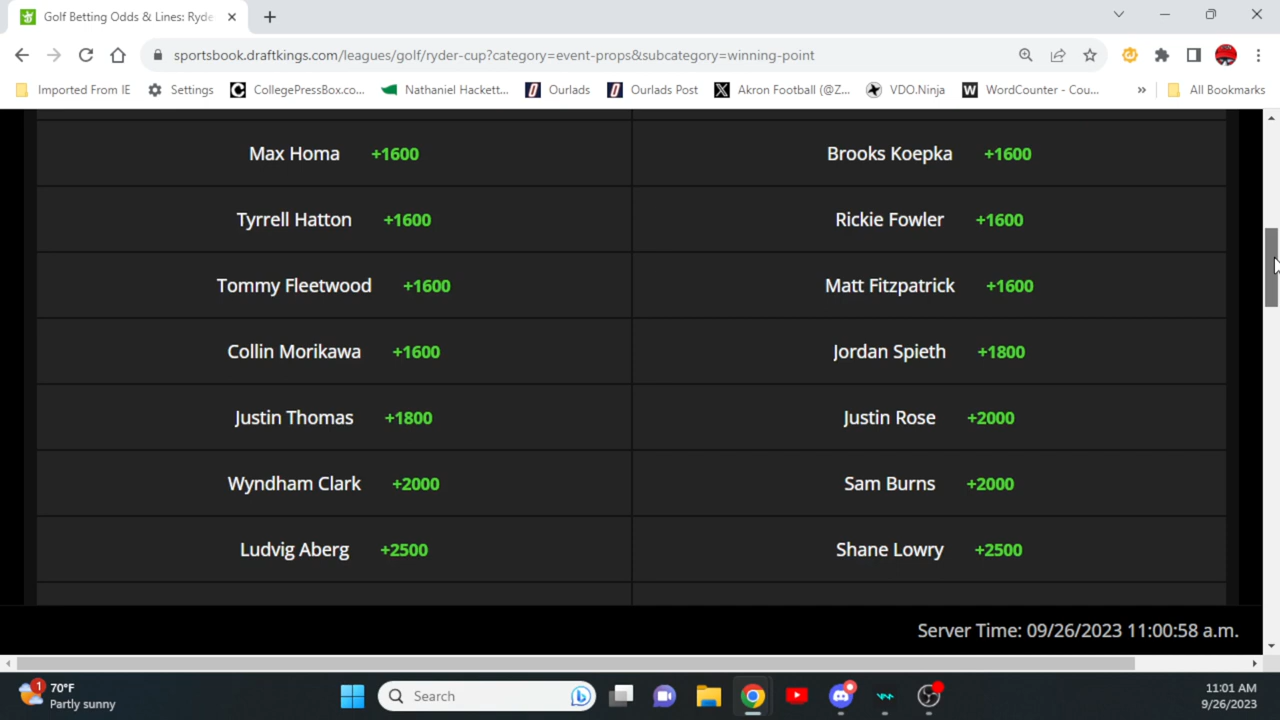 Golf Betting Odds & Lines: Ryde
sportsbook.draftkings.com/leagues/golf/ryder-cup?category=event-props&subcategory=winning-point
Imported From IE Settings CollegePressBox.co... Nathaniel Hackett... Ourlads Ourlads Post Akron Football (@Z... VDO.Ninja WordCounter - Cou... » All Bookmarks
Max Homa +1600 Brooks Koepka +1600
Tyrrell Hatton +1600 Rickie Fowler +1600
Tommy Fleetwood +1600 Matt Fitzpatrick +1600
Collin Morikawa +1600 Jordan Spieth +1800
Justin Thomas +1800 Justin Rose +2000
Wyndham Clark +2000 Sam Burns +2000
Ludvig Aberg +2500 Shane Lowry +2500
Server Time: 09/26/2023 11:00:58 a.m.
1 70°F
Partly sunny
Search
11:01 AM
9/26/2023